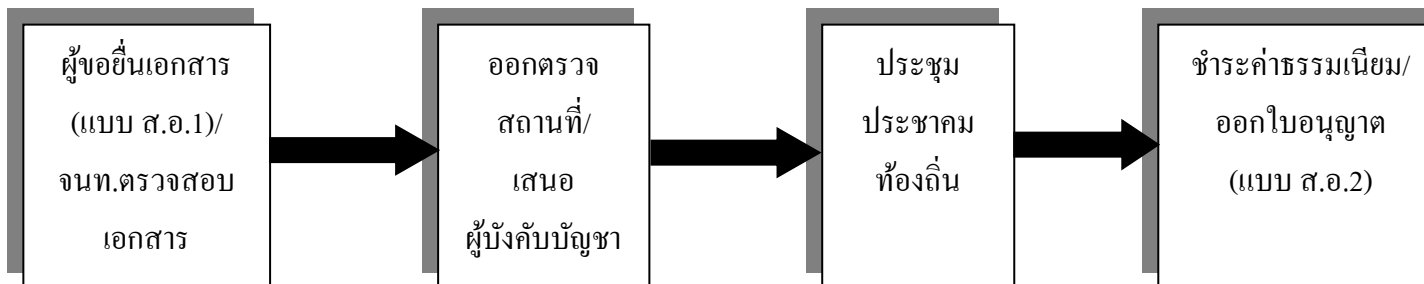 ผู้ขอยื่นเอกสาร
(แบบ ส.อ.1)/
จนท.ตรวจสอบ
เอกสาร
ออกตรวจ
สถานที่/
เสนอ
ผู้บังคับบัญชา
ประชุม
ประชาคม
ท้องถิ่น
ชำระค่าธรรมเนียม/
ออกใบอนุญาต
(แบบ ส.อ.2)